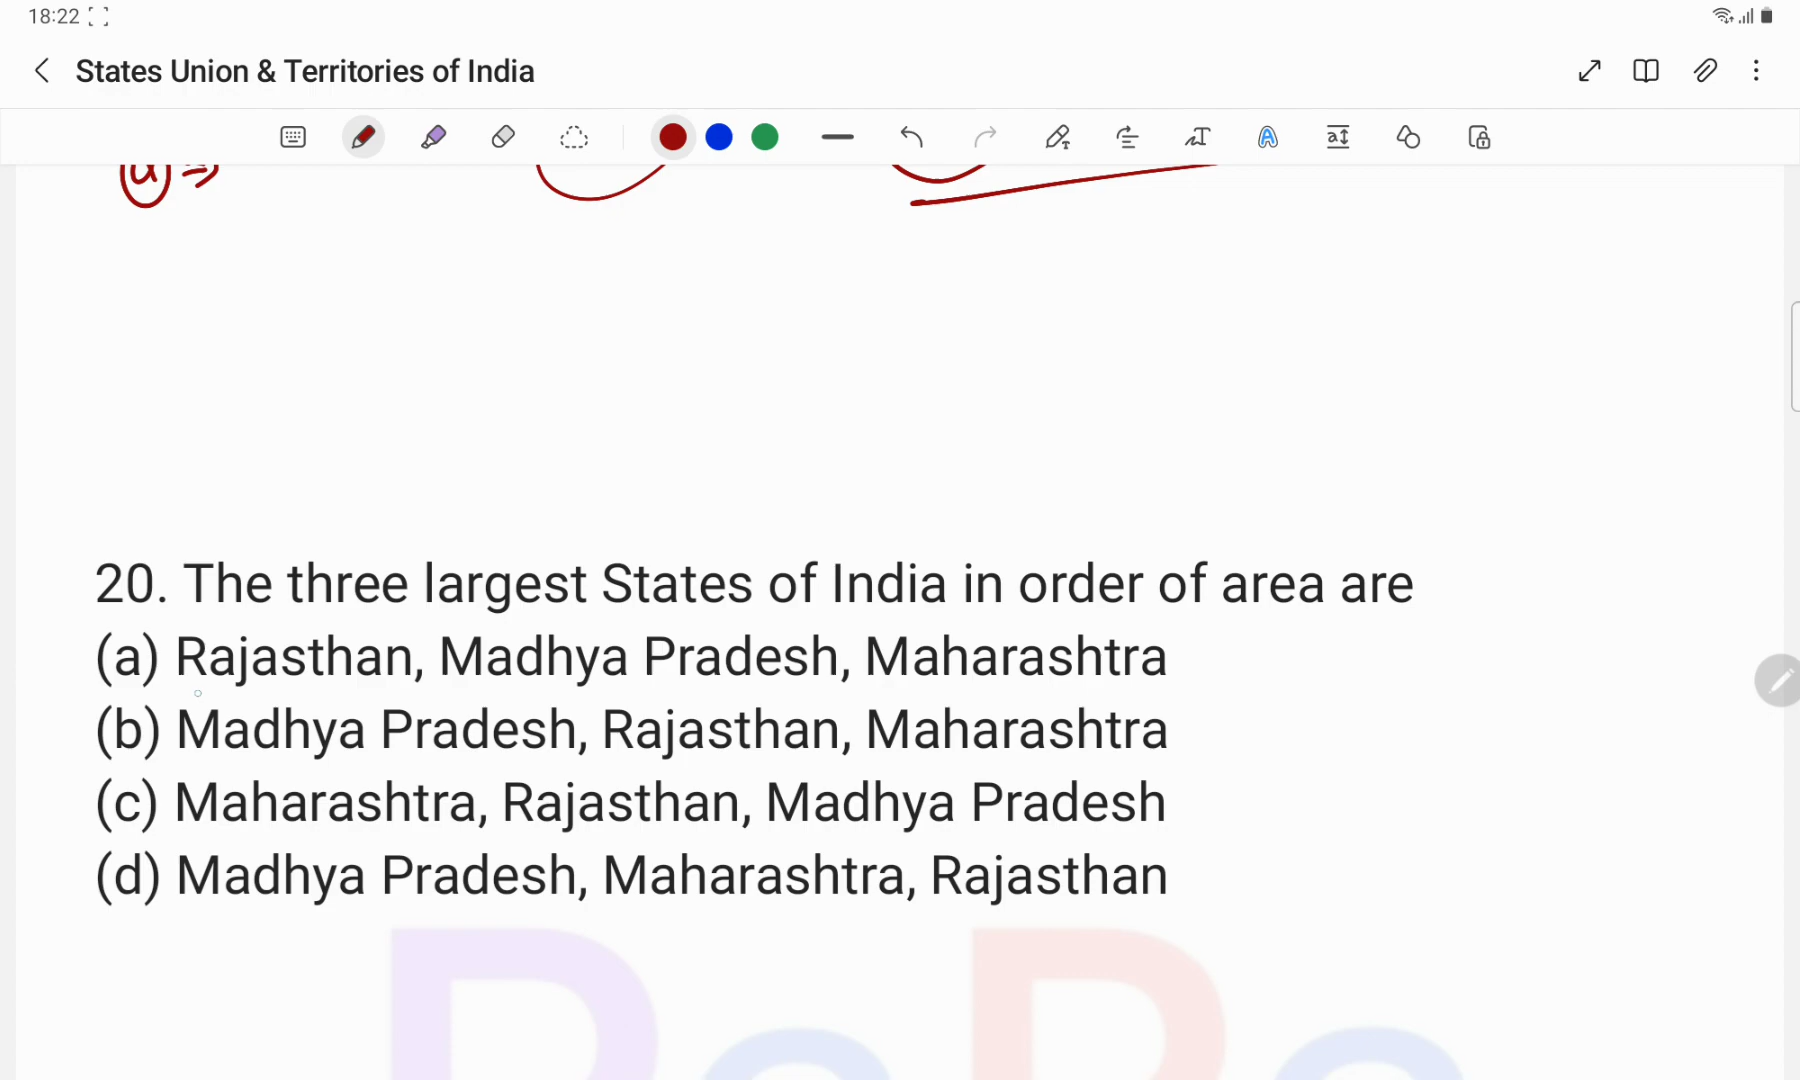 18:22
States Union & Territories of India
20. The three largest States of India in order of area are
(a) Rajasthan, Madhya Pradesh, Maharashtra
(b) Madhya Pradesh, Rajasthan, Maharashtra
(c) Maharashtra, Rajasthan, Madhya Pradesh
(d) Madhya Pradesh, Maharashtra, Rajasthan